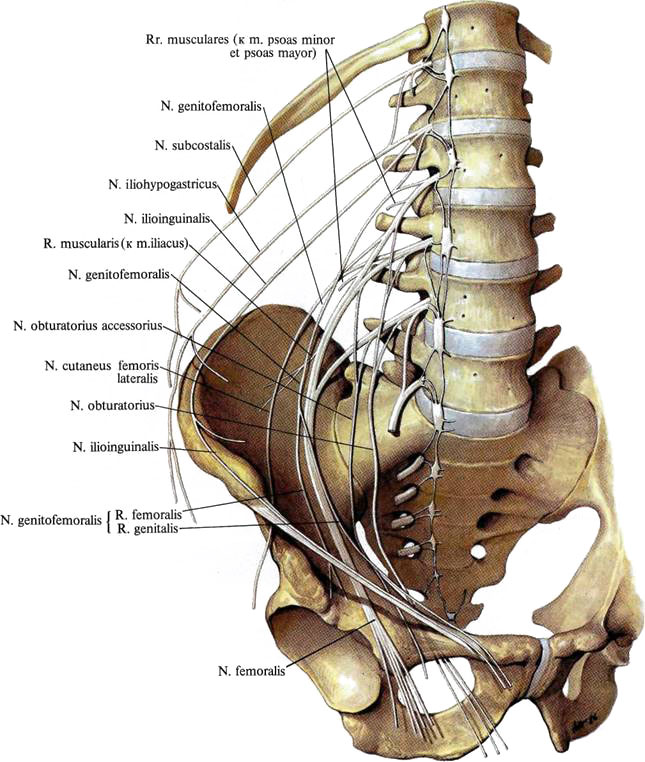 Rr. musculares (к m. psoas minor
et psoas mayor)
N. genitofemoralis
N. subcostalis
N. iliohypogastricus
N. ilioinguinalis
R. muscularis (к m.iliacus)
N. genitofemoralis
N. obturatorius accessorius
N. cutaneus femoris
lateralis
N. obturatorius
N. ilioinguinalis
N. genitofemoralis { R. femoralis
R. genitalis
N. femoralis